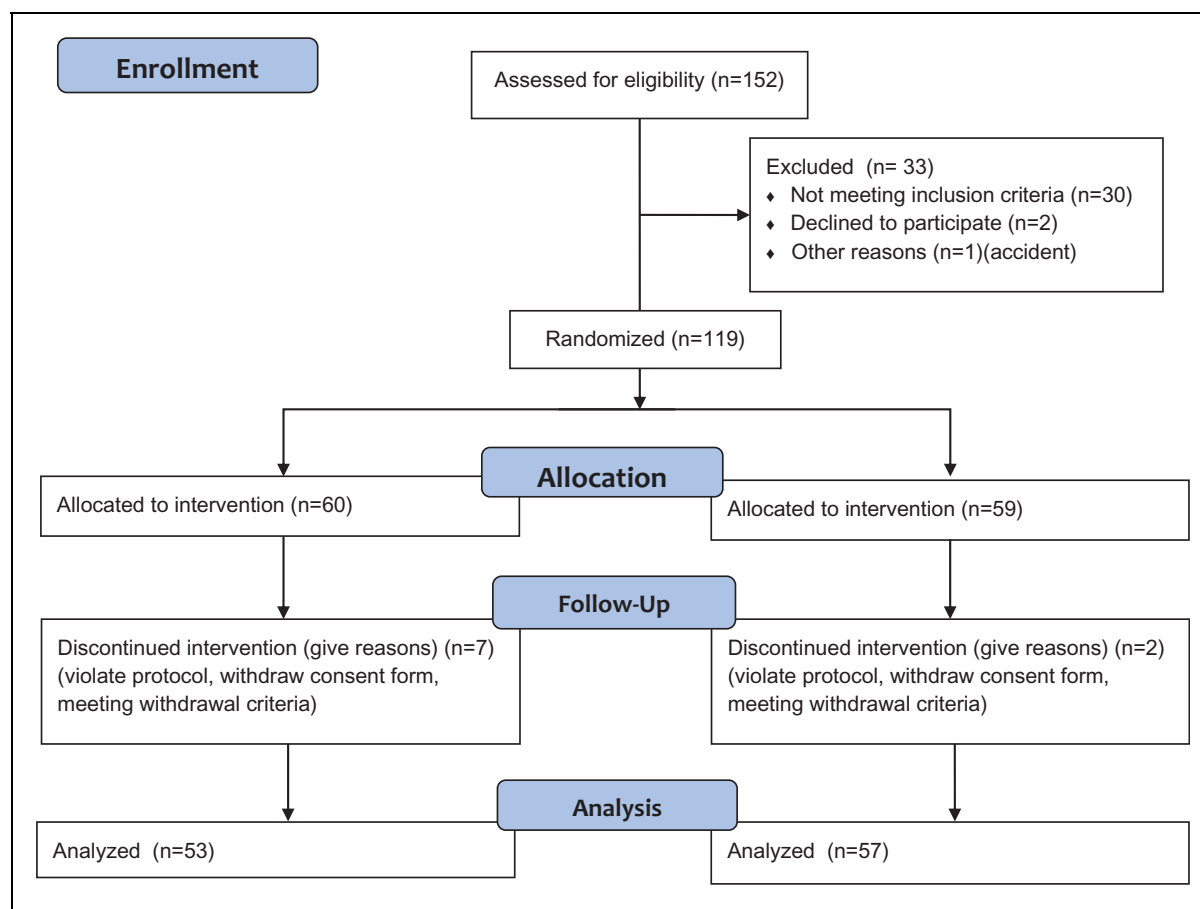 Enrollment
Assessed for eligibility (n=152)
Excluded (n= 33)
♦ Not meeting inclusion criteria (n=30)
♦ Declined to participate (n=2)
♦ Other reasons (n=1)(accident)
Randomized (n=119)
Allocation
Allocated to intervention (n=60)
Allocated to intervention (n=59)
Follow-Up
Discontinued intervention (give reasons) (n=7)
(violate protocol, withdraw consent form,
meeting withdrawal criteria)
Discontinued intervention (give reasons) (n=2)
(violate protocol, withdraw consent form,
meeting withdrawal criteria)
Analysis
Analyzed (n=53)
Analyzed (n=57)